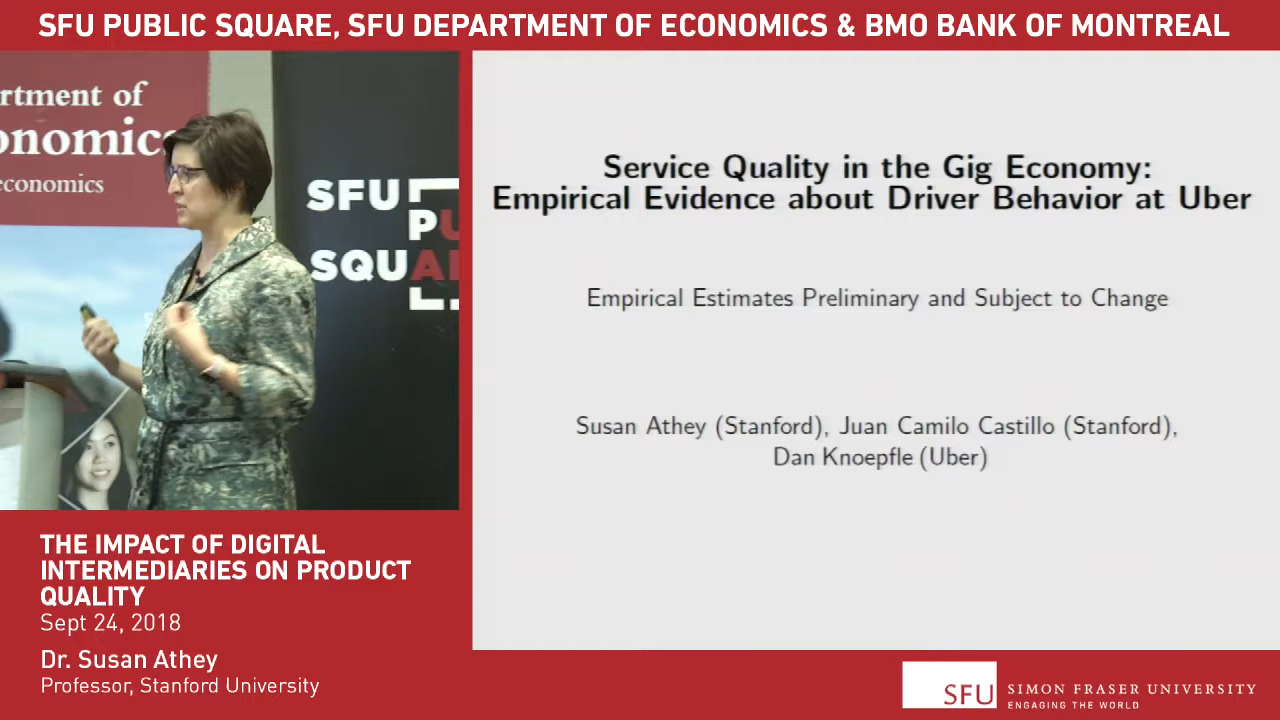 SFU PUBLIC SQUARE, SFU DEPARTMENT OF ECONOMICS & BMO BANK OF MONTREAL
rtment of
onomics
economics
SFU
PU
SQUA
Service Quality in the Gig Economy:
Empirical Evidence about Driver Behavior at Uber
Empirical Estimates Preliminary and Subject to Change
Susan Athey (Stanford), Juan Camilo Castillo (Stanford),
Dan Knoepfle (Uber)
THE IMPACT OF DIGITAL
INTERMEDIARIES ON PRODUCT
QUALITY
Sept 24, 2018
Dr. Susan Athey
Professor, Stanford University
SFU
SIMON FRASER UNIVERSITY
ENGAGING THE WORLD